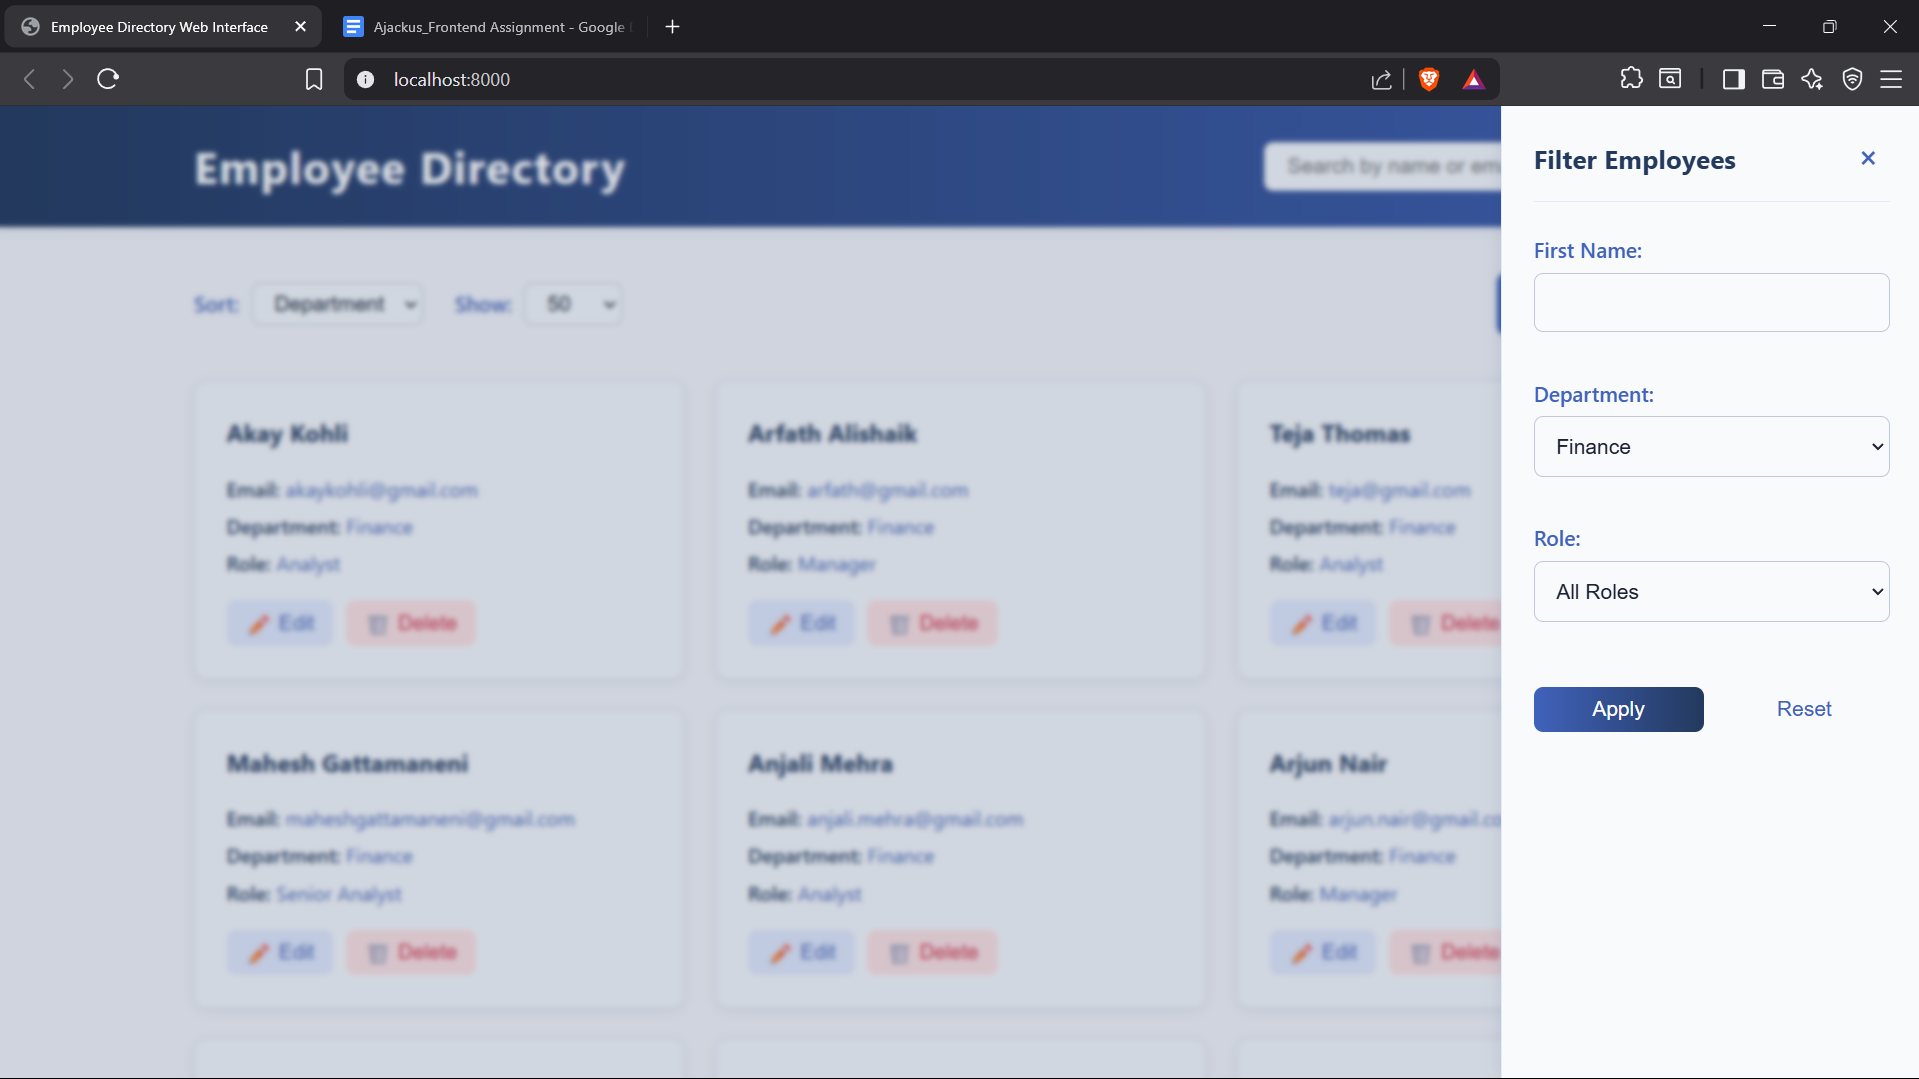 Employee Directory Web Interface
Ajackus_Frontend Assignment - Google
localhost:8000
Employee Directory
Search by name or em
Filter Employees
First Name:
Sort: Department Show: 50
Department:
Finance
Role:
All Roles
Apply Reset
Akay Kohli
Email: akaykohli@gmail.com
Department: Finance
Role: Analyst
Edit Delete
Arfath Alishaik
Email: arfath@gmail.com
Department: Finance
Role: Manager
Edit Delete
Teja Thomas
Email: teja@gmail.com
Department: Finance
Role: Analyst
Edit Delete
Mahesh Gattamaneni
Email: maheshgattamaneni@gmail.com
Department: Finance
Role: Senior Analyst
Edit Delete
Anjali Mehra
Email: anjali.mehra@gmail.com
Department: Finance
Role: Analyst
Edit Delete
Arjun Nair
Email: arjun.nair@gmail.co
Department: Finance
Role: Manager
Edit Delete